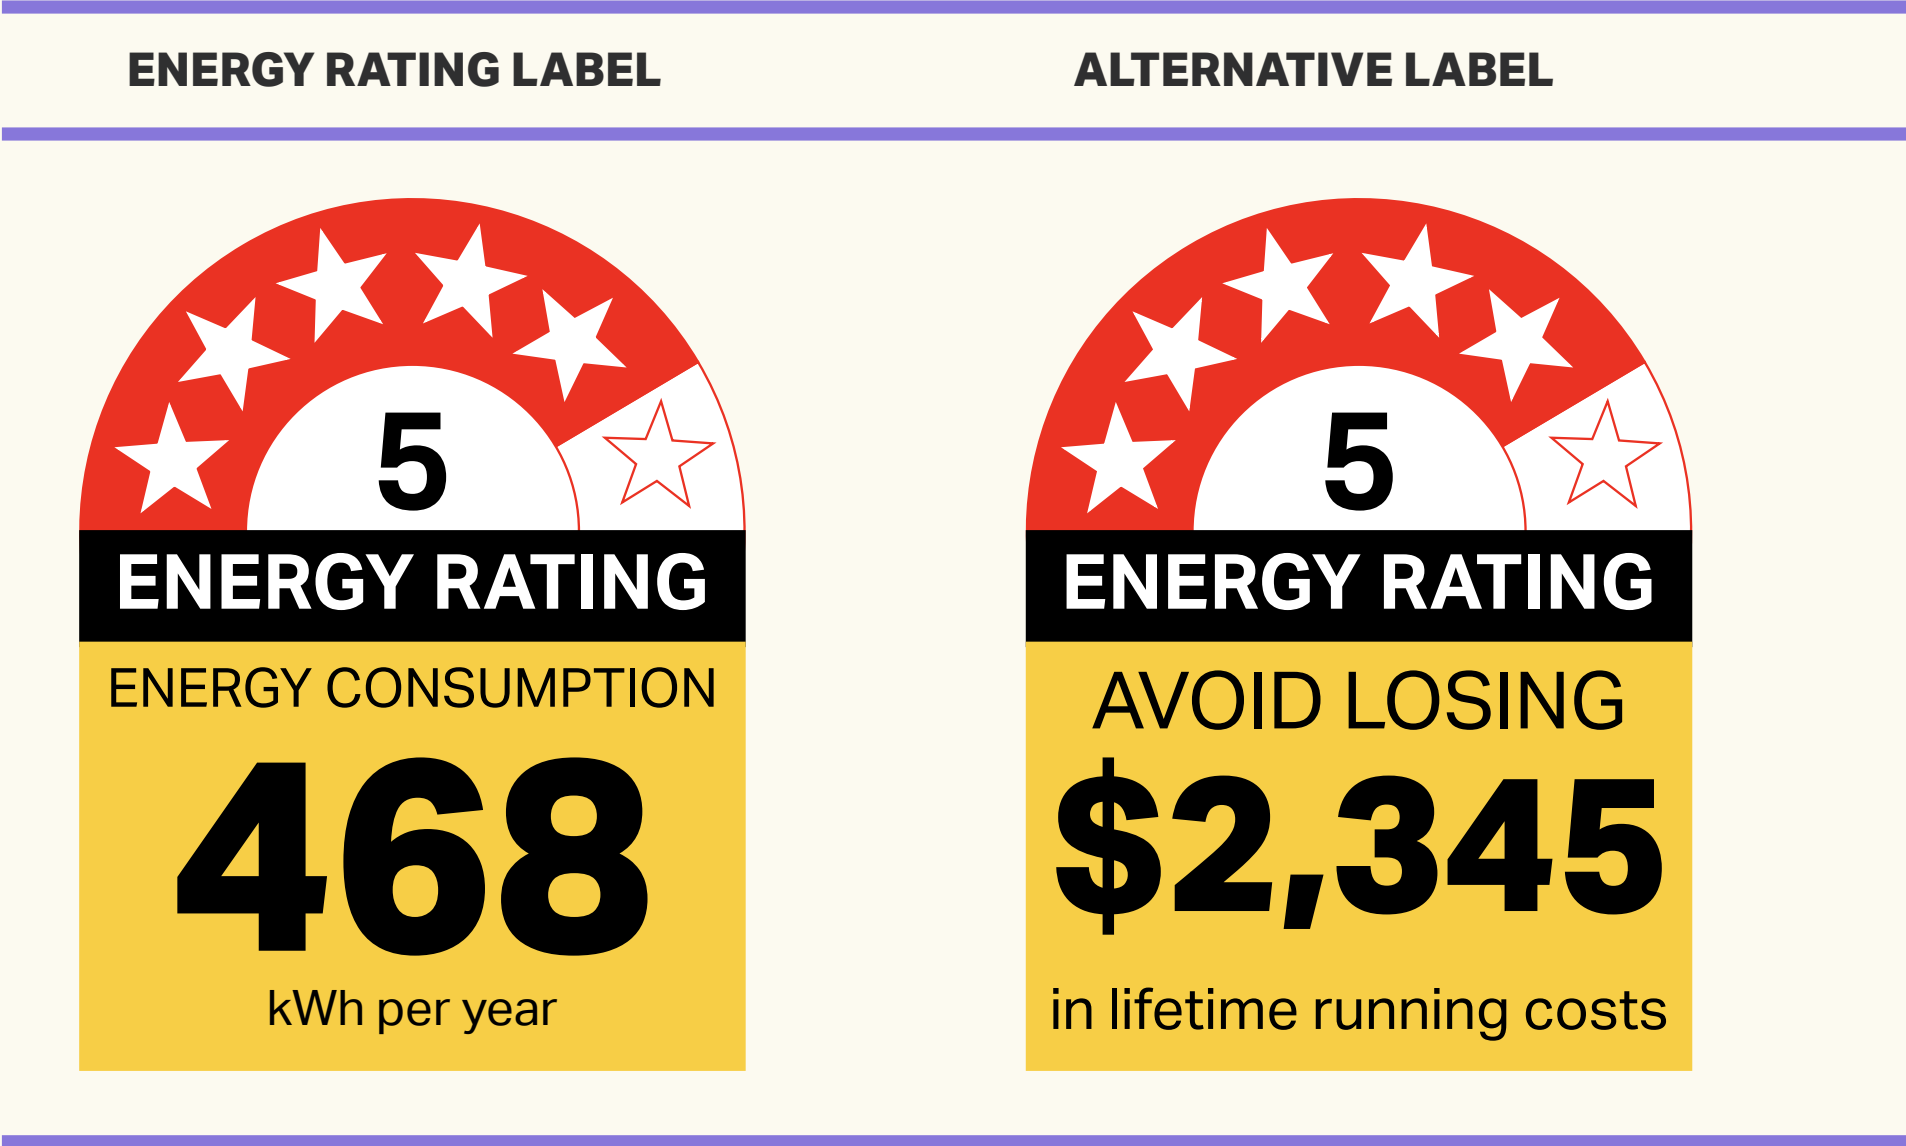 ENERGY RATING LABEL
ALTERNATIVE LABEL
5
ENERGY RATING
ENERGY CONSUMPTION
468
kWh per year
5
ENERGY RATING
AVOID LOSING
$2,345
in lifetime running costs